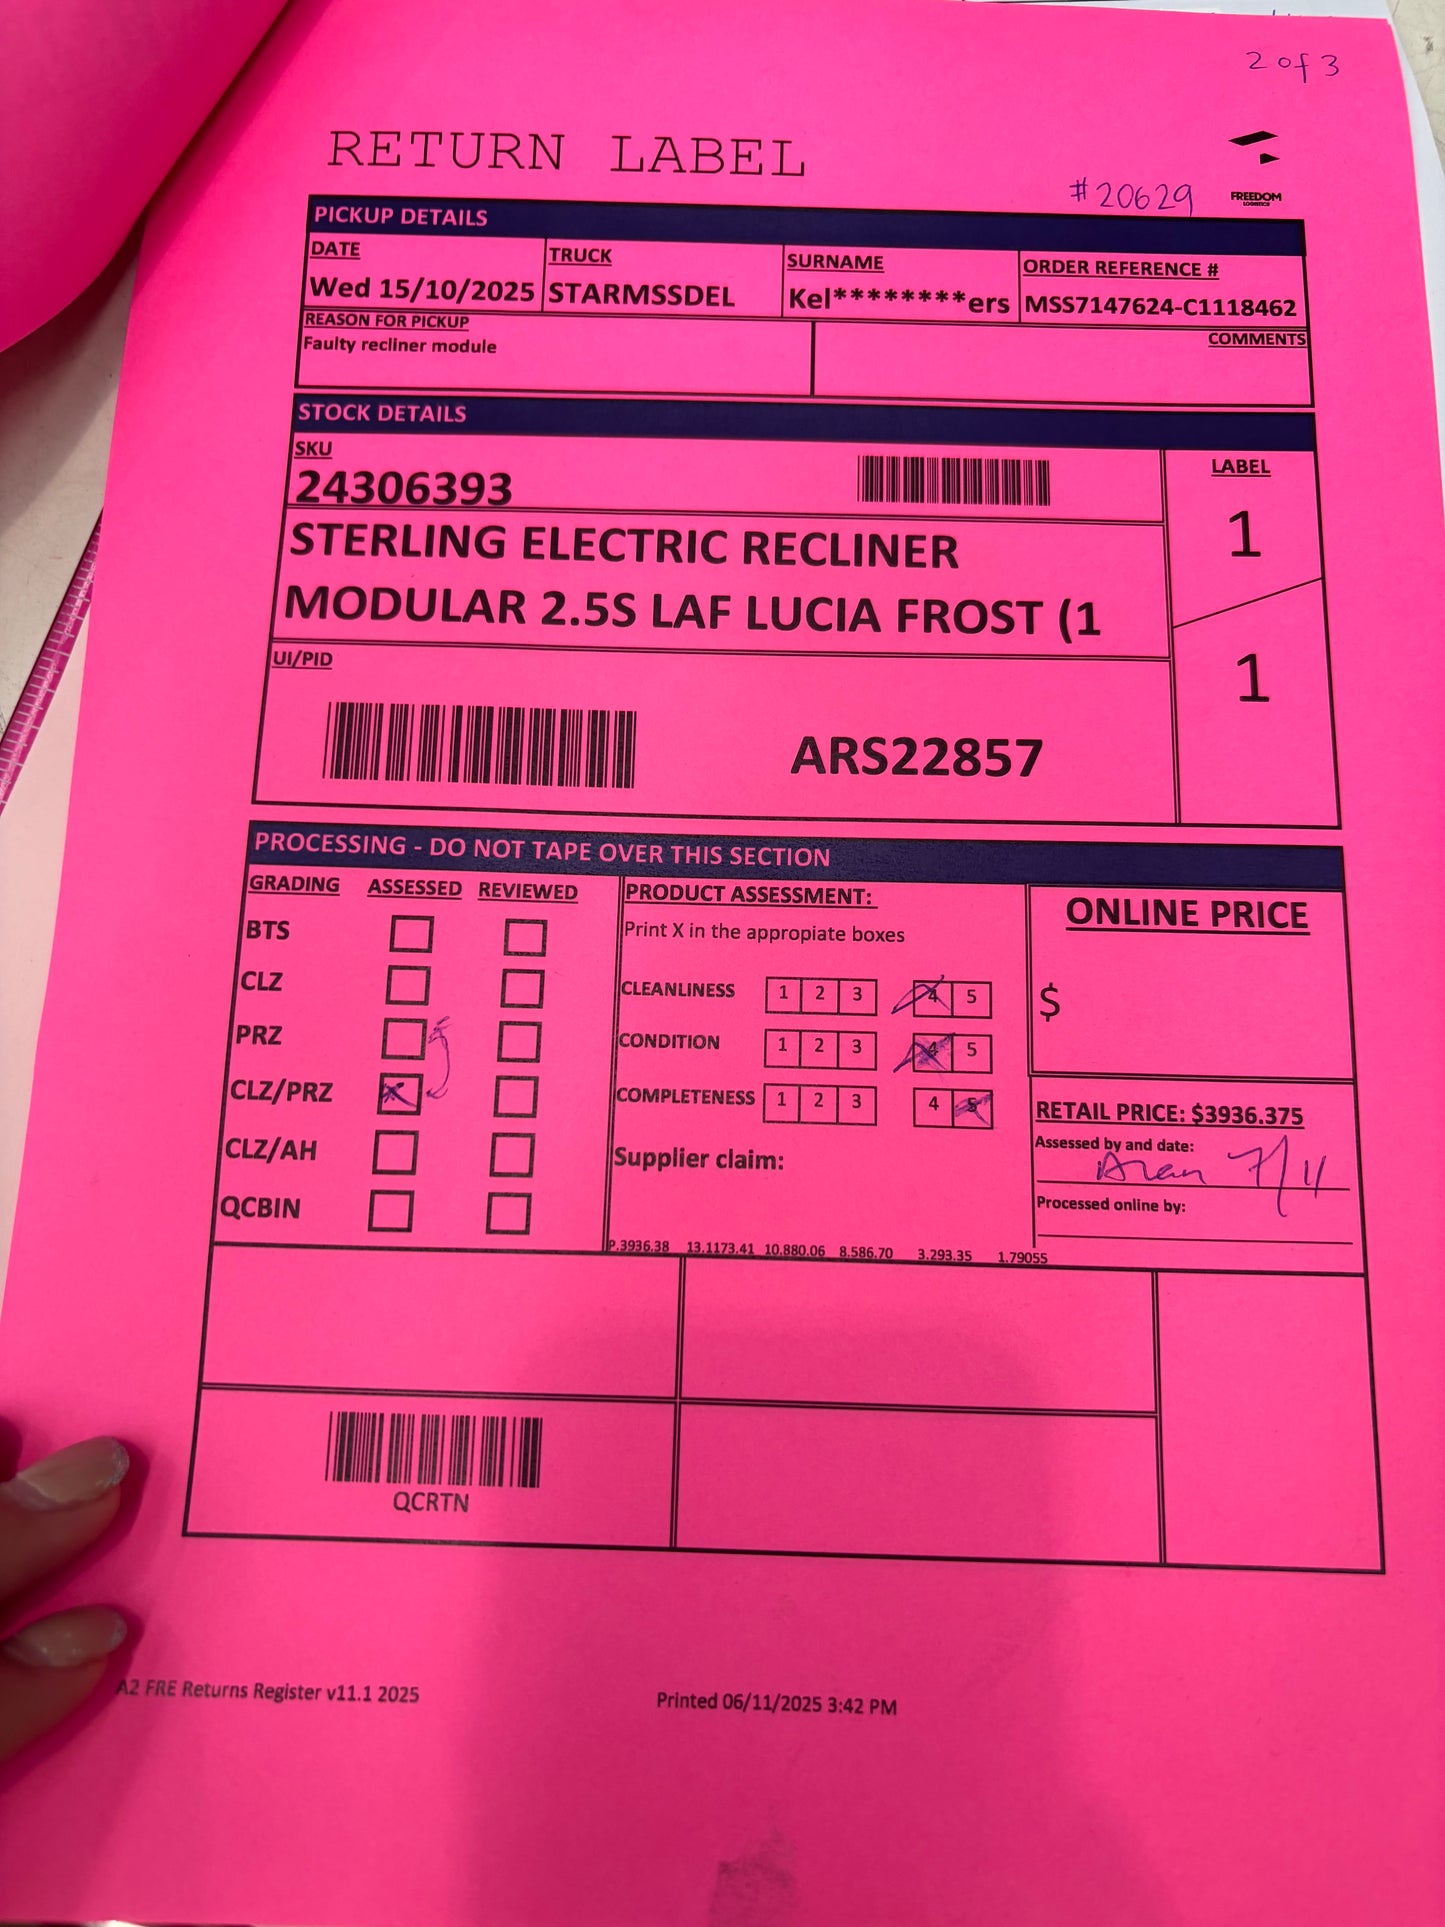 2 of 3
RETURN LABEL
#20629
FREEDOM
LOGISTICS
PICKUP DETAILS
DATE TRUCK SURNAME ORDER REFERENCE #
Wed 15/10/2025 STARMSSDEL Kel********ers MSS7147624-C1118462
REASON FOR PICKUP COMMENTS
Faulty recliner module
STOCK DETAILS
SKU LABEL
24306393
1
STERLING ELECTRIC RECLINER
MODULAR 2.5S LAF LUCIA FROST (1
UI/PID
1
ARS22857
PROCESSING - DO NOT TAPE OVER THIS SECTION
GRADING ASSESSED REVIEWED PRODUCT ASSESSMENT: ONLINE PRICE
BTS Print X in the appropiate boxes
CLZ CLEANLINESS 1 2 3 4 5 $
PRZ CONDITION 1 2 3 4 5
CLZ/PRZ X COMPLETENESS 1 2 3 4 5 RETAIL PRICE: $3936.375
CLZ/AH Supplier claim: Assessed by and date:
7/11
QCBIN Processed online by:
P.3936.38 13.1173.41 10.880.06 8.586.70 3.293.35 1.79055
QCRTN
A2 FRE Returns Register v11.1 2025 Printed 06/11/2025 3:42 PM